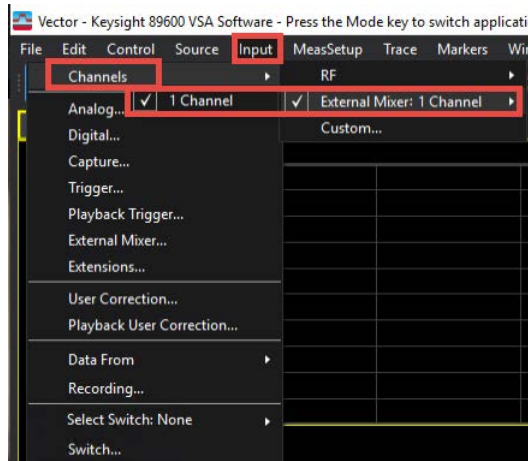 Vector - Keysight 89600 VSA Software - Press the Mode key to switch applicati
File Edit Control Source Input MeasSetup Trace Markers Wi
Channels RF
✓ 1 Channel ✓ External Mixer: 1 Channel
Analog...
Digital... Custom...
Capture...
Trigger...
Playback Trigger...
External Mixer...
Extensions...
User Correction...
Playback User Correction...
Data From
Recording...
Select Switch: None
Switch...